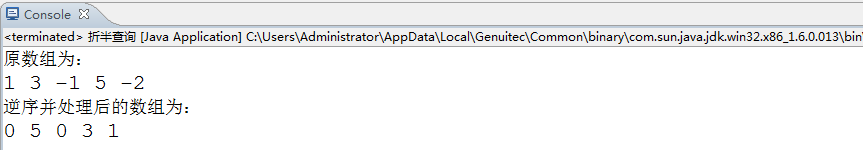 Console
<terminated> 折半查询 [Java Application] C:\Users\Administrator\AppData\Local\Genuitec\Common\binary\com.sun.java.jdk.win32.x86_1.6.0.013\bin\
原数组为:
1 3 -1 5 -2
逆序并处理后的数组为:
0 5 0 3 1